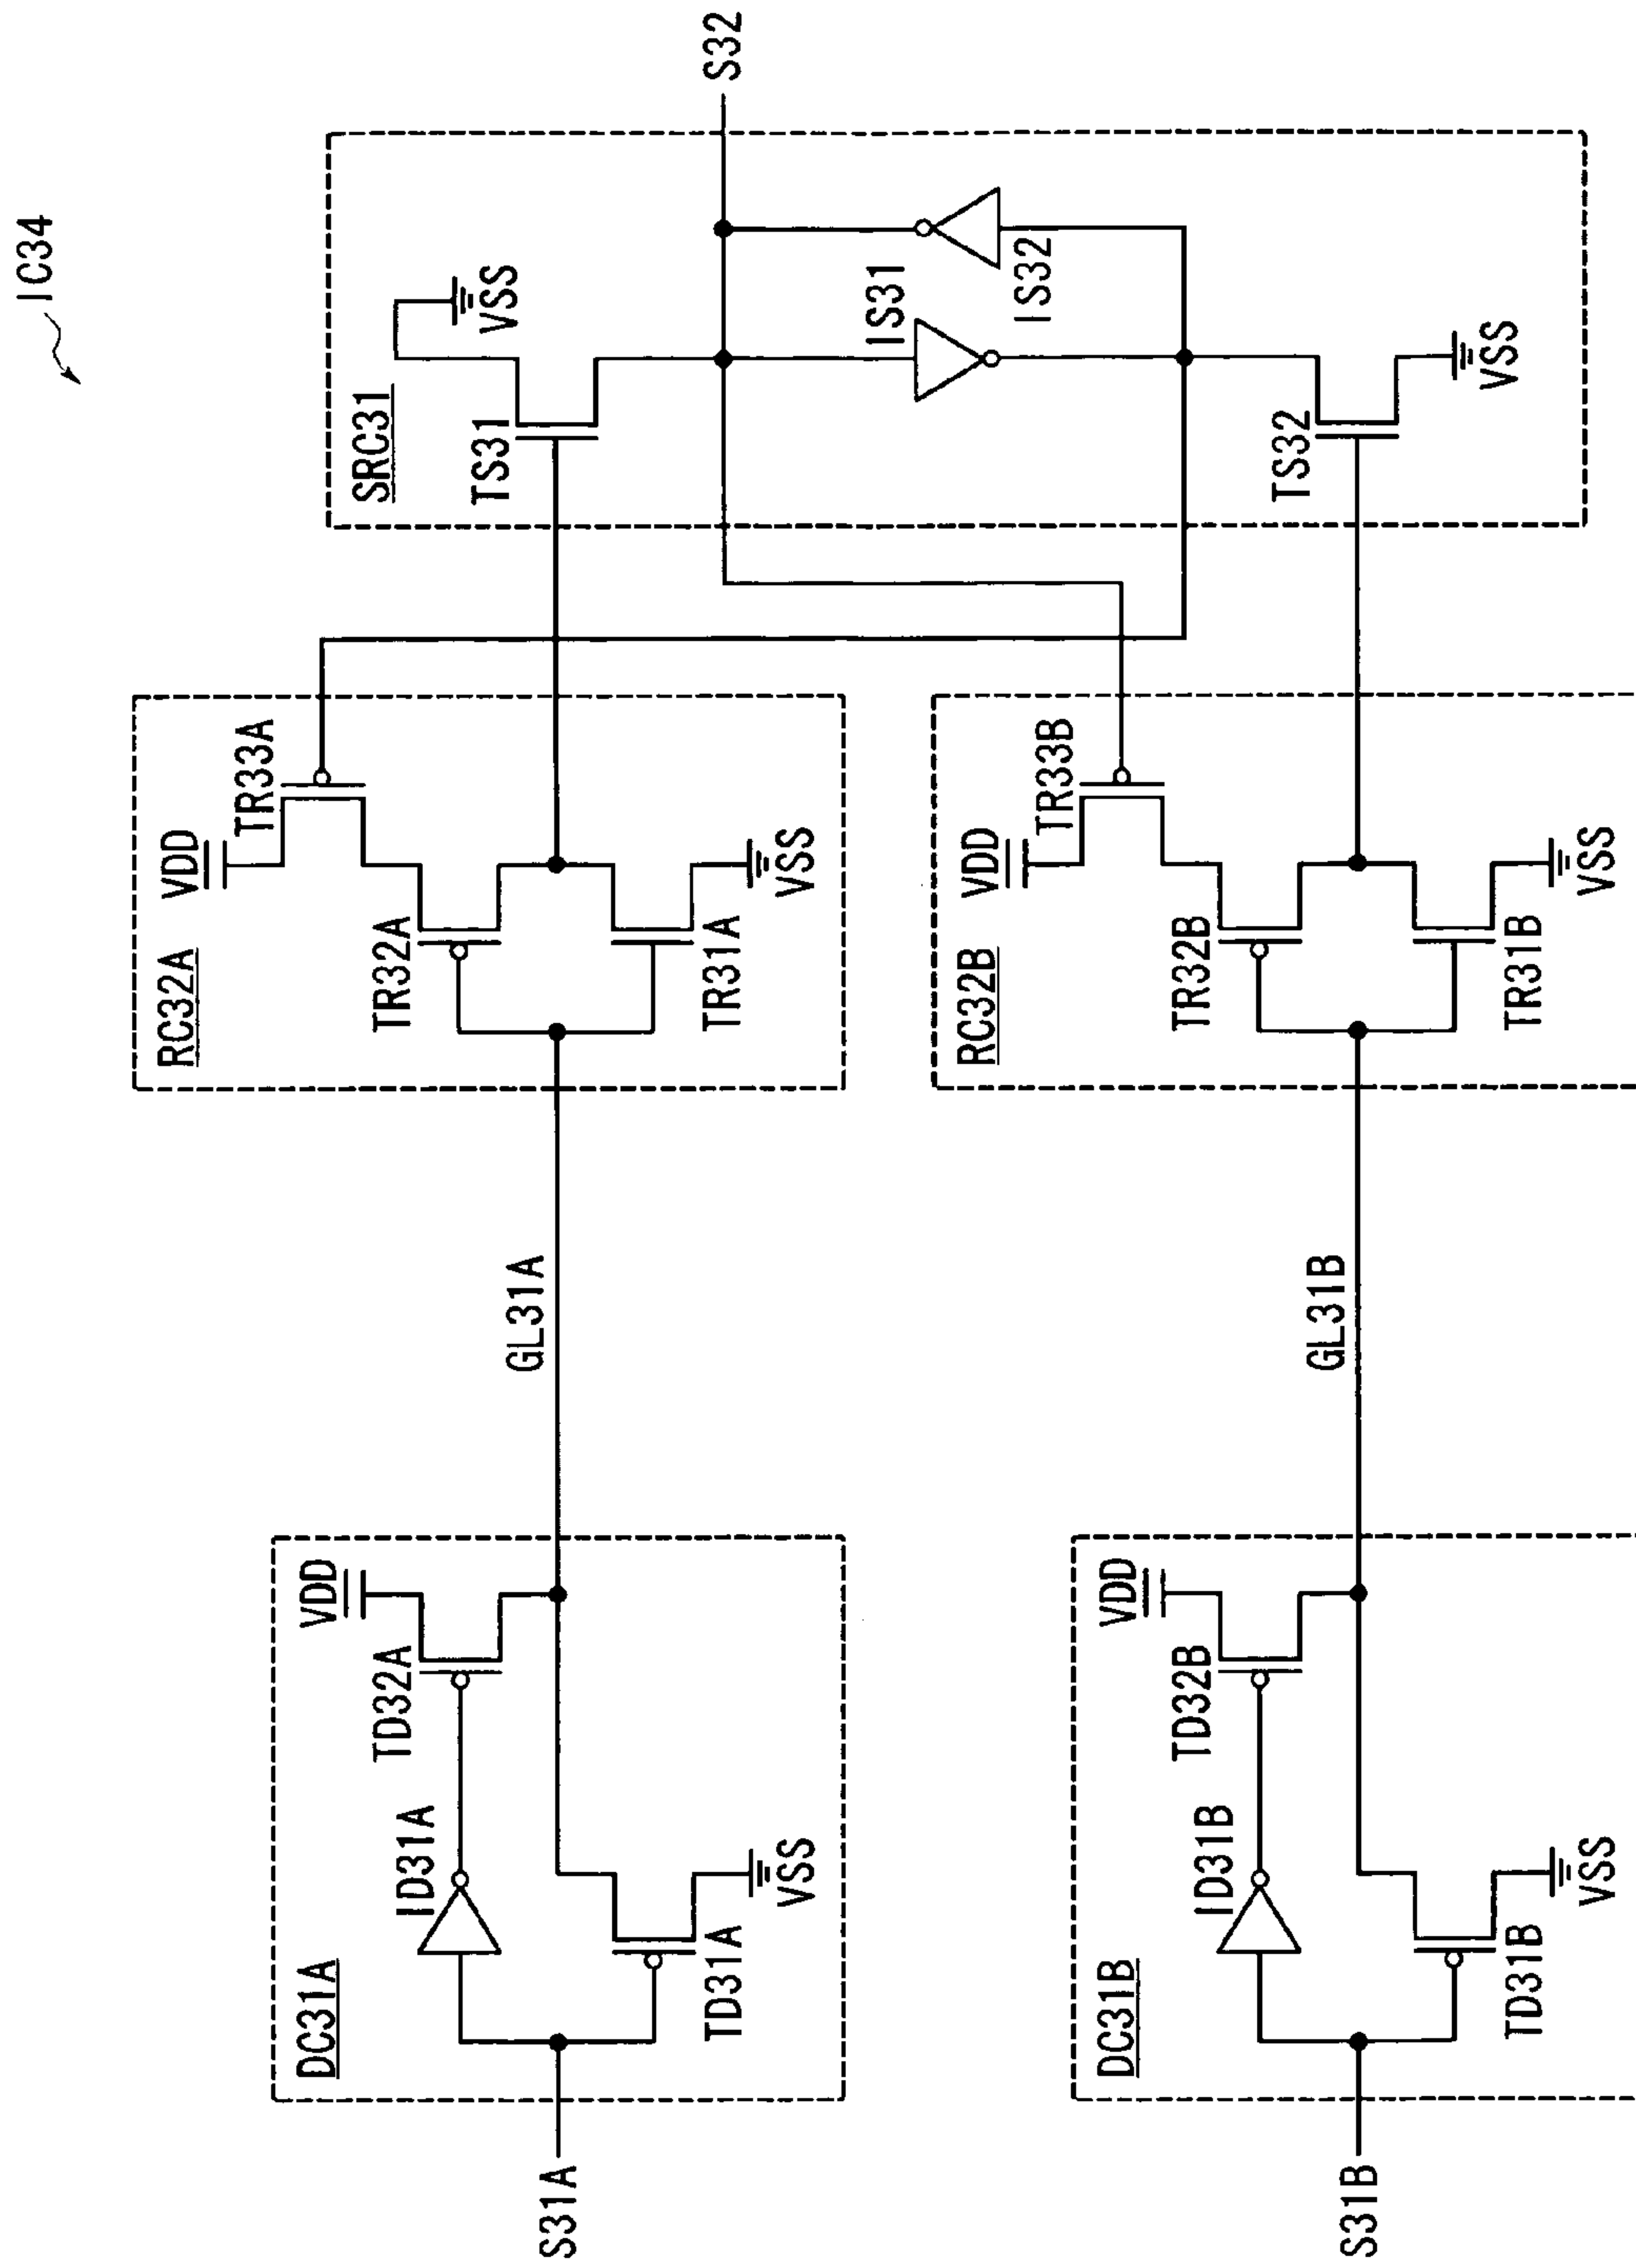 IC34
S31A
DC31A
ID31A
TD32A
VDD
TD31A
VSS
GL31A
RC32A
VDD
TR33A
TR32A
TR31A
VSS
SRC31
TS31
VSS
IS31
IS32
TS32
VSS
S32
S31B
DC31B
ID31B
TD32B
VDD
TD31B
VSS
GL31B
RC32B
VDD
TR33B
TR32B
TR31B
VSS